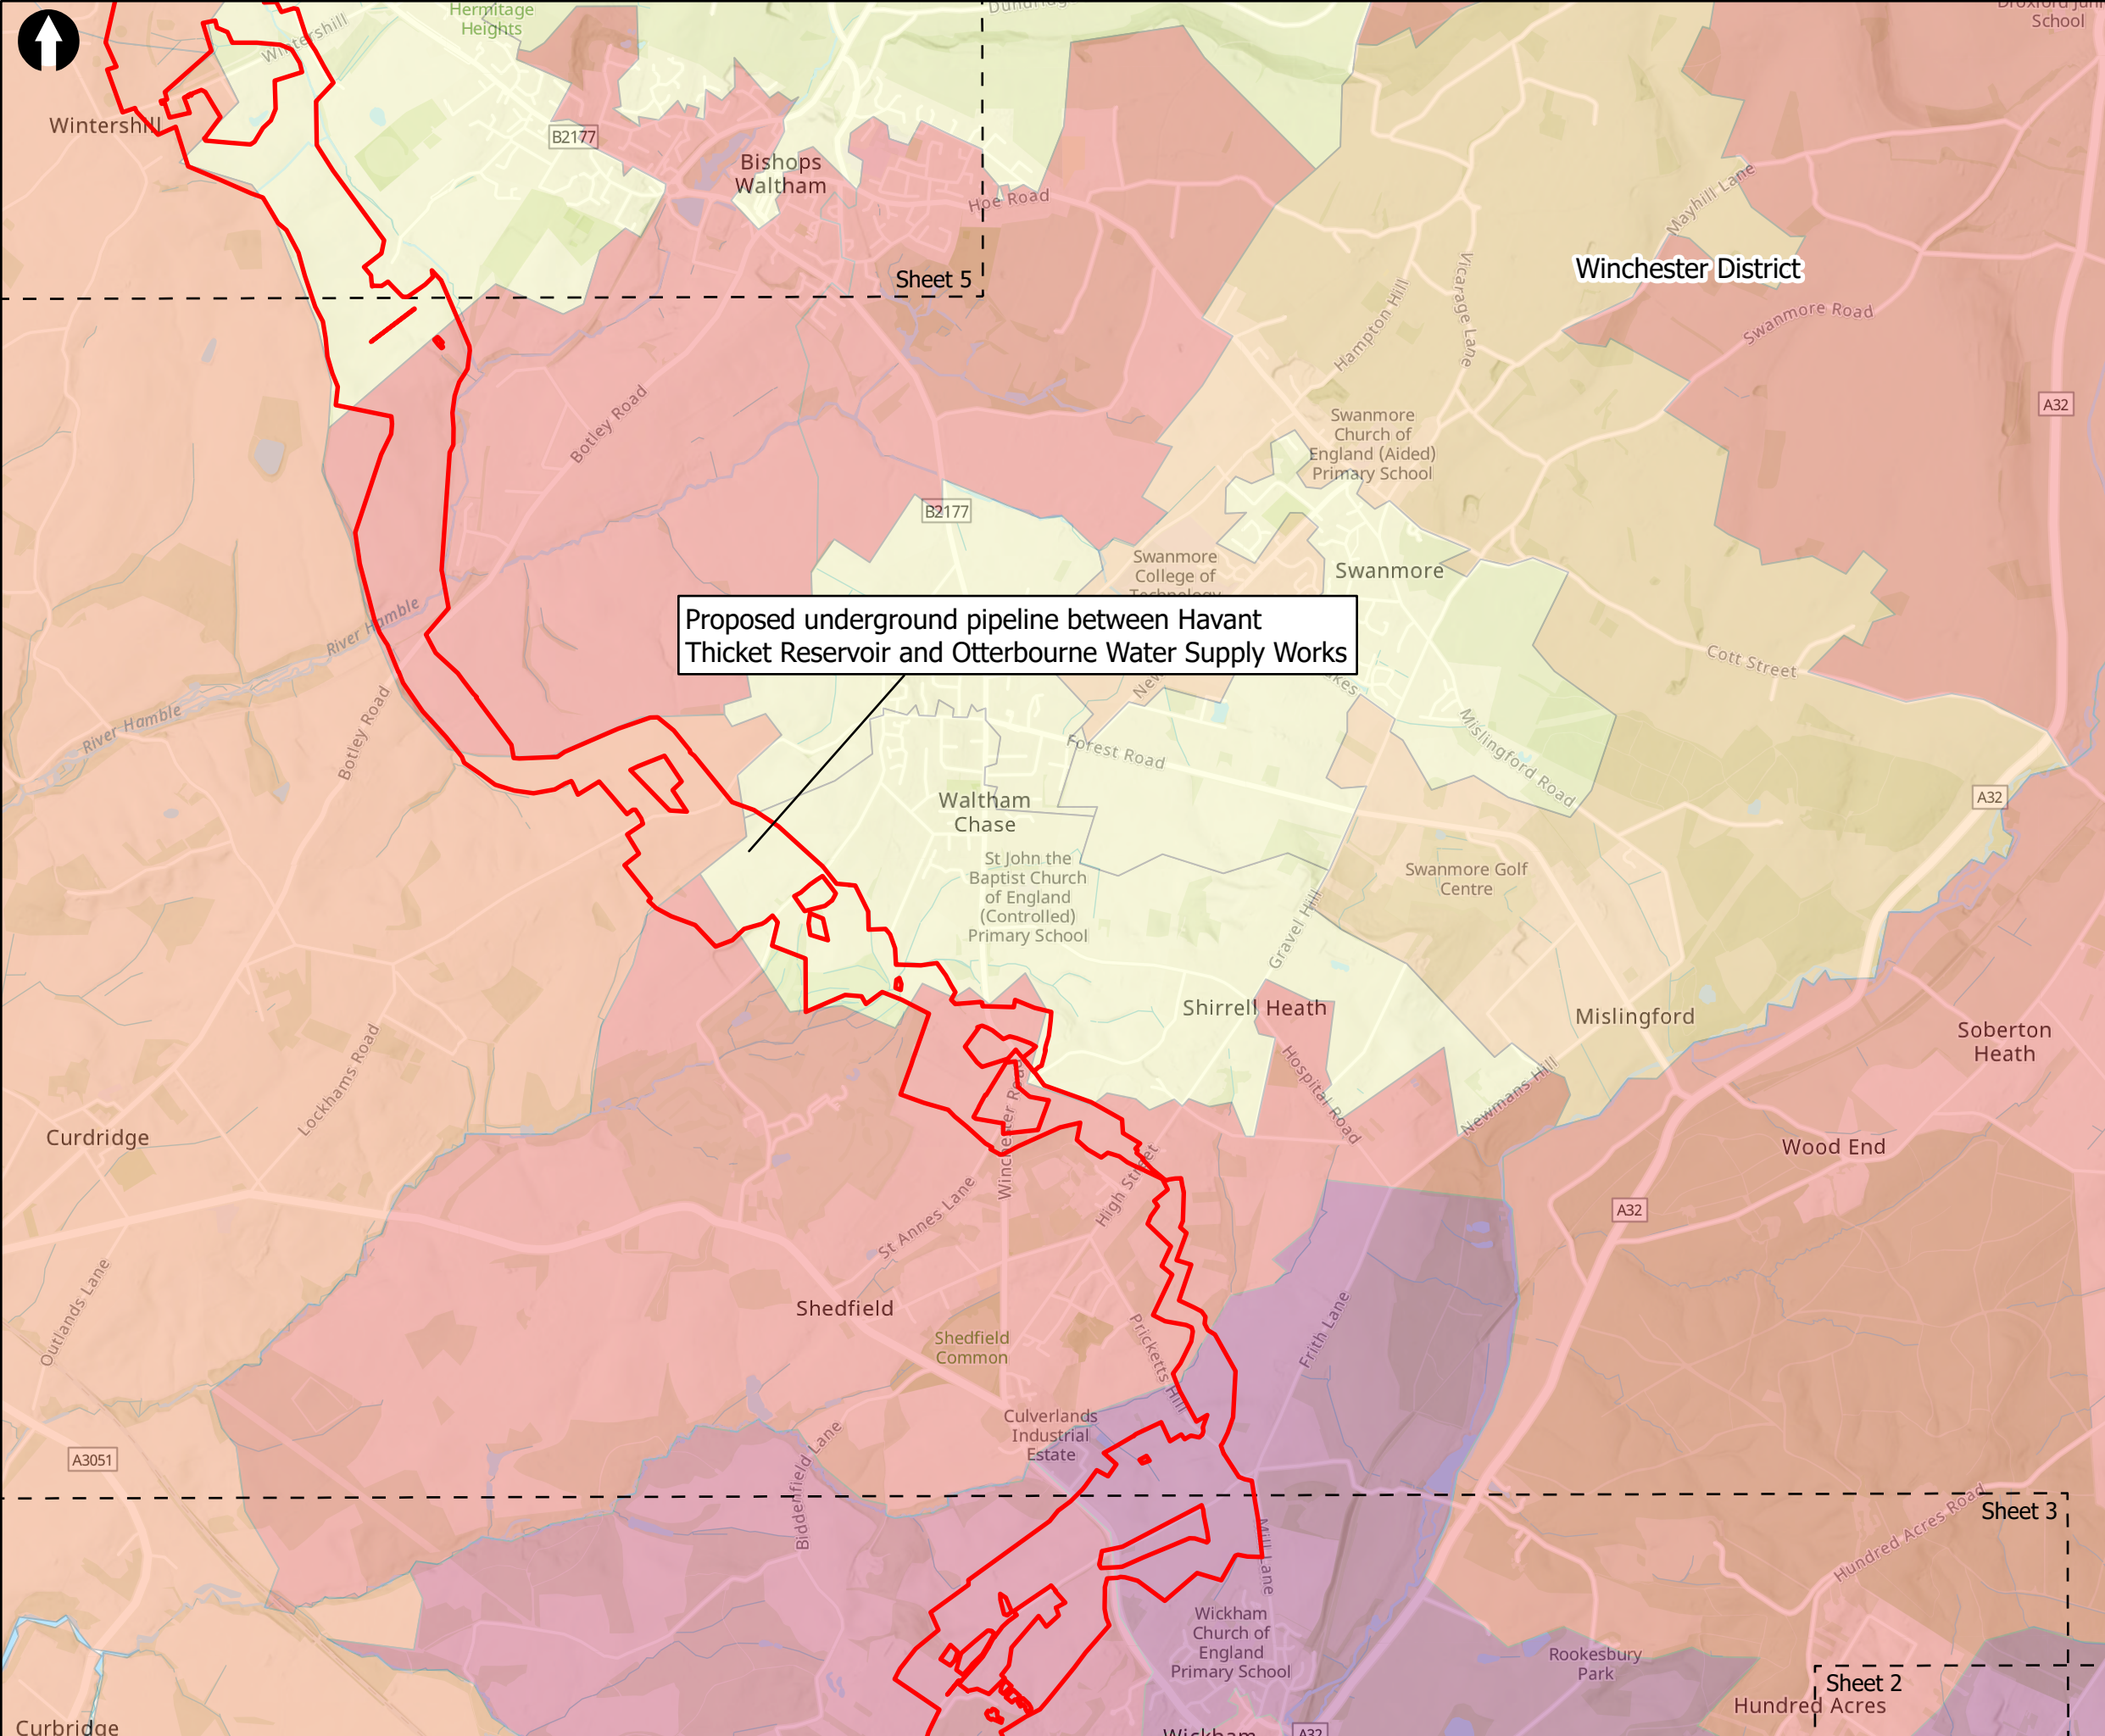 Hermitage
Heights
Wintershill
School
Wintershill
B2177
Bishops
Waltham
Hoe Road
Mayhill Lane
Sheet 5
Winchester District
Hampton Hill
Vicarage Lane
Swanmore Road
A32
Botley Road
Swanmore
Church of
England (Aided)
Primary School
B2177
Swanmore
College of
Technology
Swanmore
Proposed underground pipeline between Havant
Thicket Reservoir and Otterbourne Water Supply Works
River Hamble
River Hamble
Botley Road
Cott Street
Forest Road
Mislingford Road
A32
Waltham
Chase
St John the
Baptist Church
of England
(Controlled)
Primary School
Swanmore Golf
Centre
Gravel Hill
Shirrell Heath
Mislingford
Soberton
Heath
Lockhams Road
Curdridge
Hospital Road
Newmans Hill
Wood End
Winchester Road
High Street
St Annes Lane
A32
Outlands Lane
Shedfield
Shedfield
Common
Pricketts Hill
Frith Lane
Culverlands
Industrial
Estate
A3051
Biddenfield Lane
Sheet 3
Hundred Acres Road
Mill Lane
Wickham
Church of
England
Primary School
Rookesbury
Park
Sheet 2
Hundred Acres
Curbridge
Wickham
A32